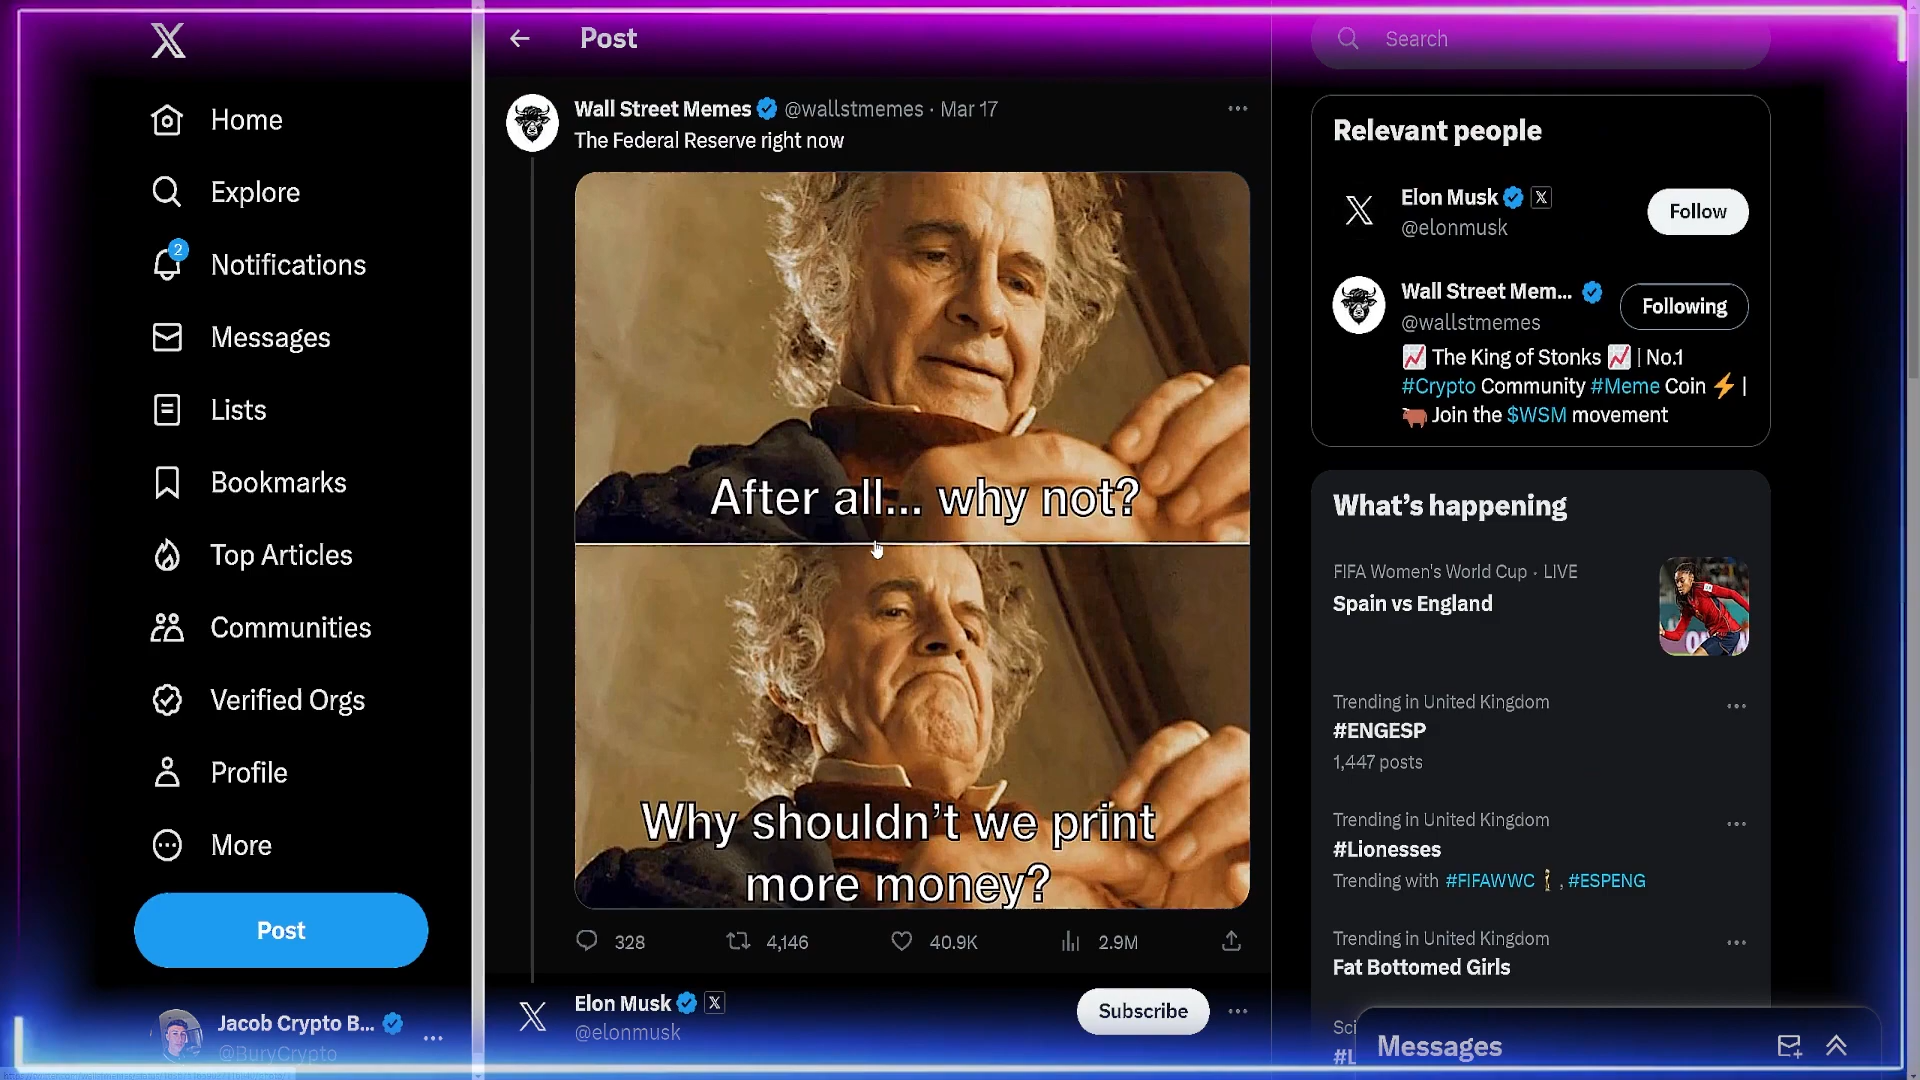 Home
Explore
2
Notifications
Messages
Lists
Bookmarks
Top Articles
Communities
Verified Orgs
Profile
More
Post
Jacob Crypto B...
@BuryCrypto
Post
Wall Street Memes @wallstmemes · Mar 17
The Federal Reserve right now
After all... why not?
Why shouldn't we print
more money?
328
4,146
40.9K
2.9M
Elon Musk
@elonmusk
Subscribe
Search
Relevant people
Elon Musk
@elonmusk
Follow
Wall Street Mem...
@wallstmemes
Following
📈 The King of Stonks 📈 | No.1
#Crypto Community #Meme Coin ⚡ |
🐂 Join the $WSM movement
What's happening
FIFA Women's World Cup · LIVE
Spain vs England
Trending in United Kingdom
#ENGESP
1,447 posts
Trending in United Kingdom
#Lionesses
Trending with #FIFAWWC , #ESPENG
Trending in United Kingdom
Fat Bottomed Girls
Messages